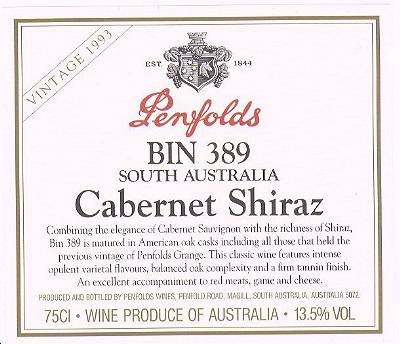 VINTAGE 1993
EST. 1844
Penfolds
BIN 389
SOUTH AUSTRALIA
Cabernet Shiraz
Combining the elegance of Cabernet Sauvignon with the richness of Shiraz,
Bin 389 is matured in American oak casks including all those that held the
previous vintage of Penfolds Grange. This classic wine features intense
opulent varietal flavours, balanced oak complexity and a firm tannin finish.
An excellent accompaniment to red meats, game and cheese.
PRODUCED AND BOTTLED BY PENFOLDS WINES, PENFOLD ROAD, MAGILL, SOUTH AUSTRALIA, AUSTRALIA 5072.
75Cl • WINE PRODUCE OF AUSTRALIA • 13.5% VOL